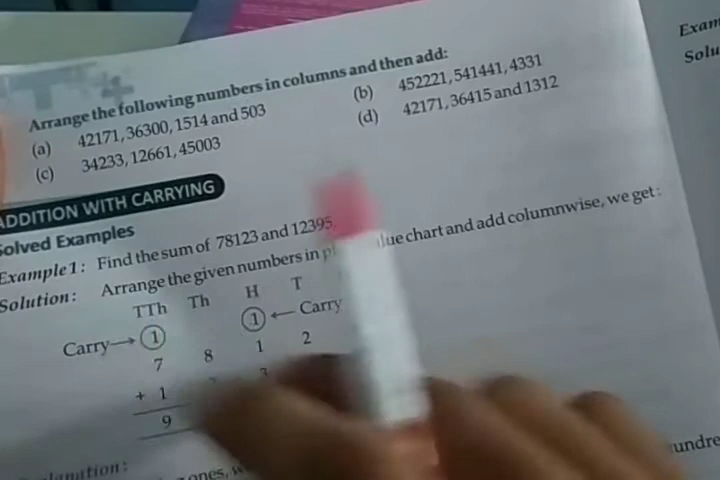 Arrange the following numbers in columns and then add:
(a) 42171, 36300, 1514 and 503
(b) 452221, 541441, 4331
(c) 34233, 12661, 45003
(d) 42171, 36415 and 1312
ADDITION WITH CARRYING
Solved Examples
Example 1: Find the sum of 78123 and 12395.
Solution: Arrange the given numbers in chart and add columnwise, we get:
TTh Th H T
Carry→ 1 1 ← Carry
7 8 1 2
+ 1
9
ones,
Exam
Solu